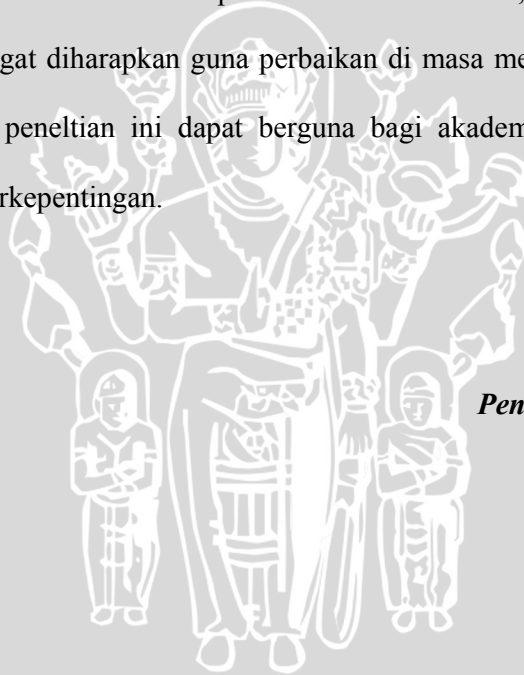 gat diharapkan guna perbaikan di masa me
peneltian ini dapat berguna bagi akadem
rkepentingan.
Pen